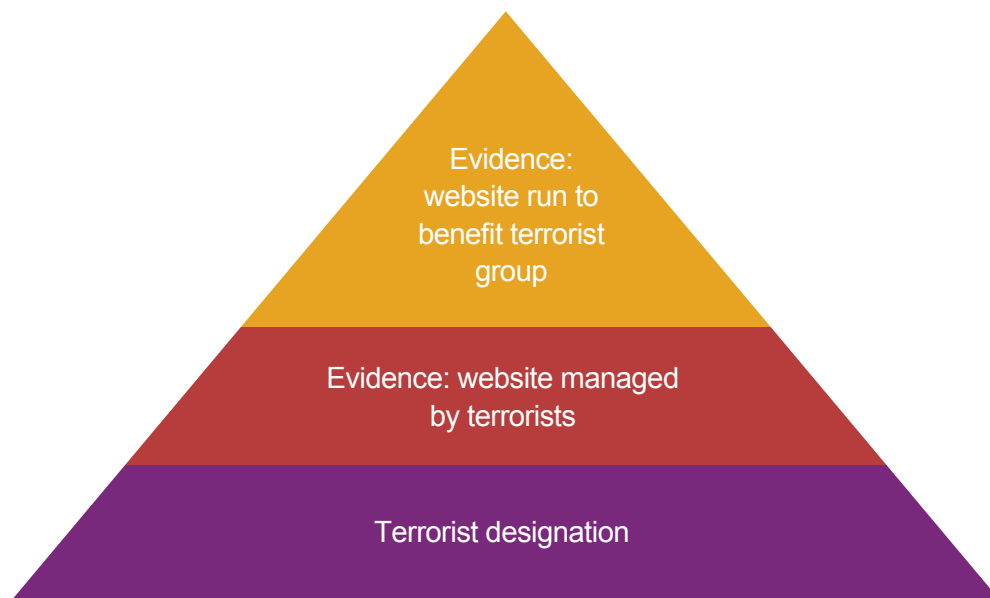 Evidence:
website run to
benefit terrorist
group
Evidence: website managed
by terrorists
Terrorist designation